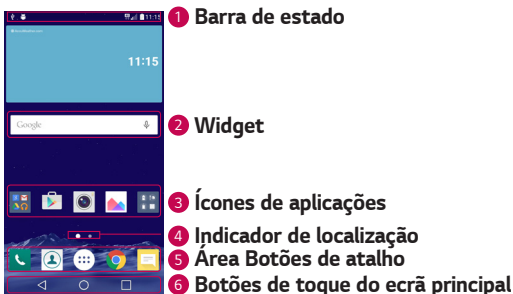 11:15
1 Barra de estado
11:15
Google
2 Widget
3 Ícones de aplicações
4 Indicador de localização
5 Área Botões de atalho
6 Botões de toque do ecrã principal